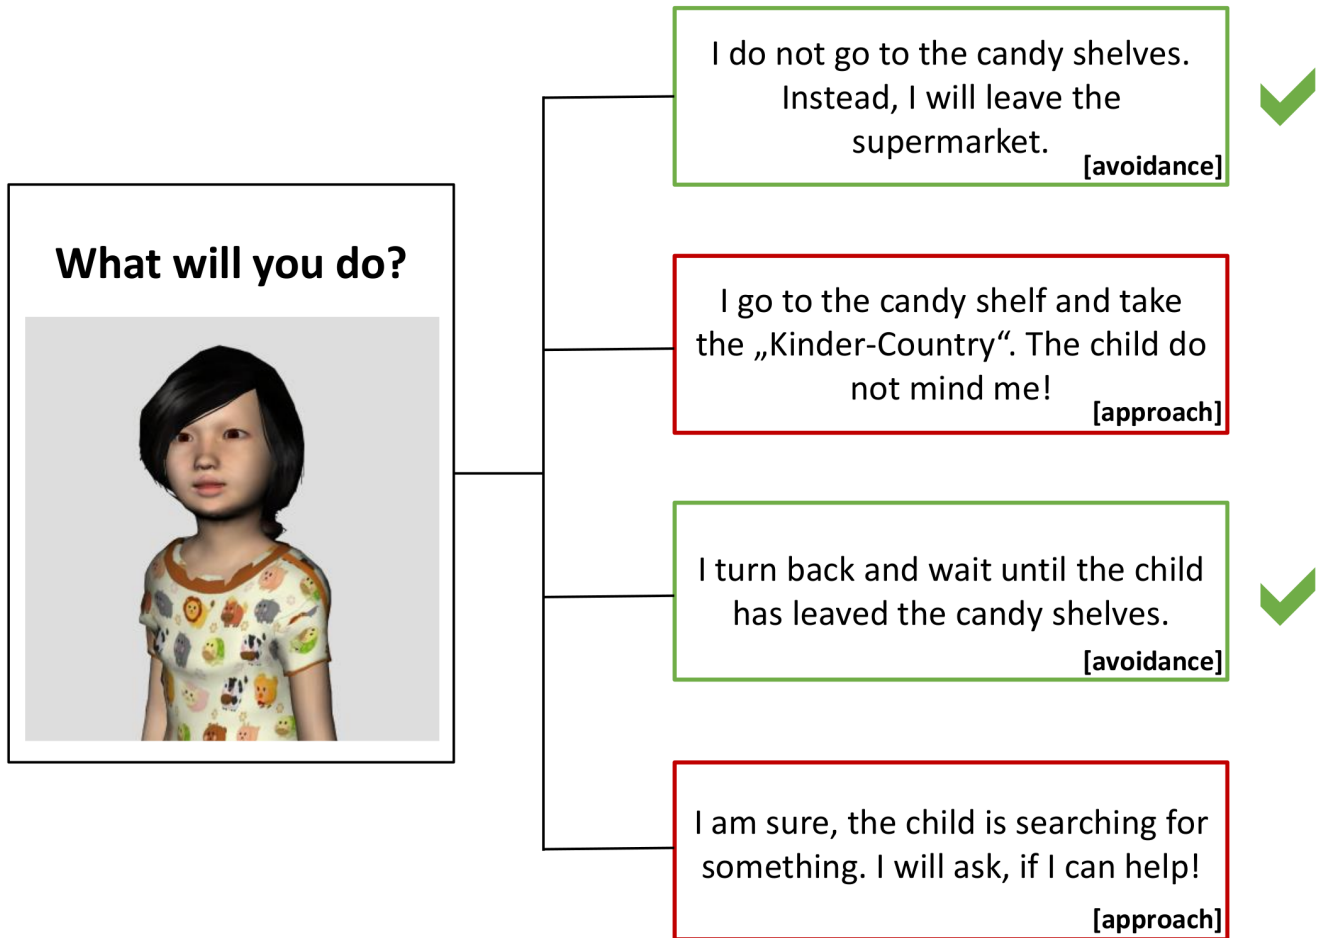 What will you do?
I do not go to the candy shelves.
Instead, I will leave the
supermarket.
[avoidance]
I go to the candy shelf and take
the „Kinder-Country“. The child do
not mind me!
[approach]
I turn back and wait until the child
has leaved the candy shelves.
[avoidance]
I am sure, the child is searching for
something. I will ask, if I can help!
[approach]